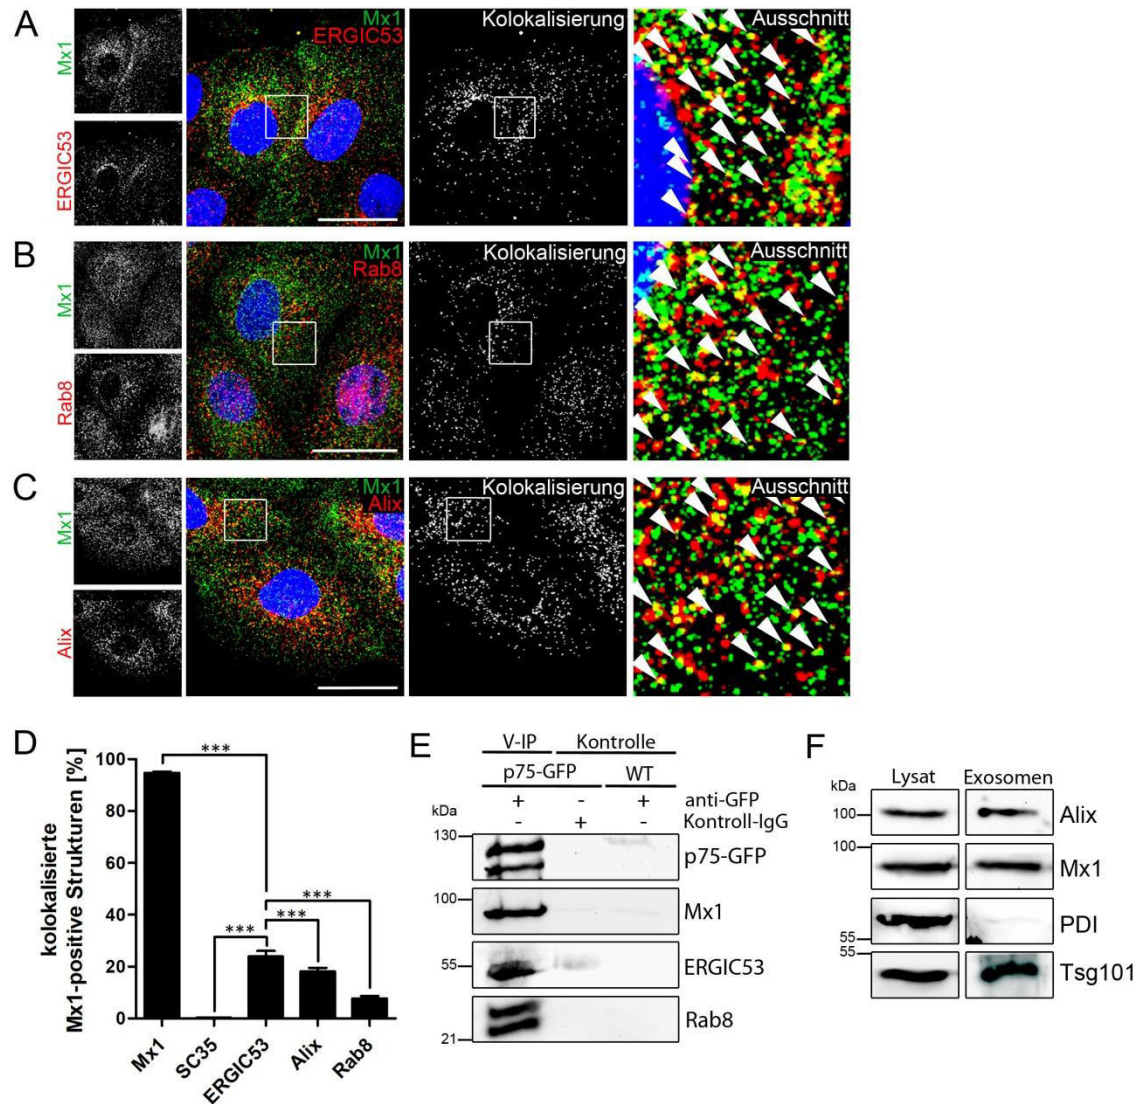 A
Mx1
ERGIC53
Mx1
ERGIC53
Kolokalisierung
Ausschnitt
B
Mx1
Rab8
Mx1
Rab8
Kolokalisierung
Ausschnitt
C
Mx1
Alix
Mx1
Alix
Kolokalisierung
Ausschnitt
D
kolokalisierte
Mx1-positive Strukturen [%]
100
80
60
40
20
0
***
***
***
***
Mx1
SC35
ERGIC53
Alix
Rab8
E
V-IP Kontrolle
p75-GFP WT
+ - + anti-GFP
- + - Kontroll-IgG
kDa
130
p75-GFP
100
Mx1
55
ERGIC53
Rab8
21
F
Lysat Exosomen
kDa
100
Alix
100
Mx1
PDI
55
55
Tsg101